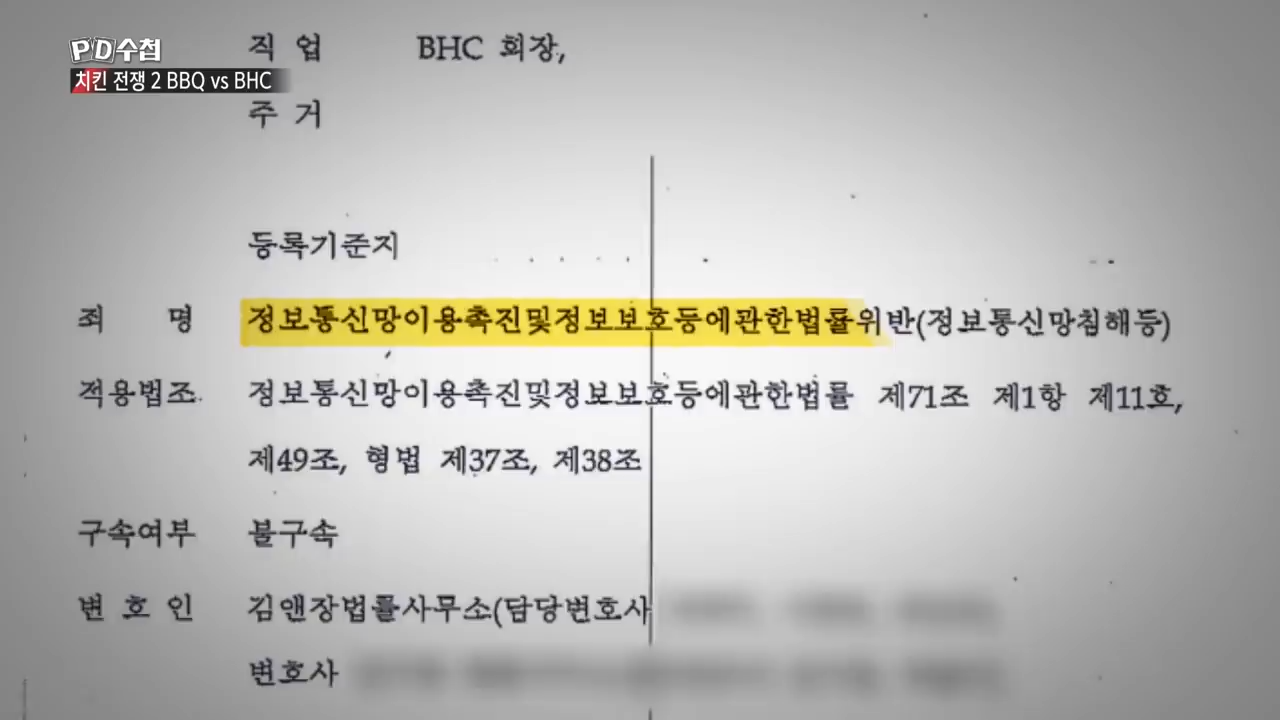 PD수첩
치킨 전쟁 2 BBQ vs BHC
직 업 BHC 회장,
주 거
등록기준지
죄 명 정보통신망이용촉진및정보보호등에관한법률위반(정보통신망침해등)
적용법조 정보통신망이용촉진및정보보호등에관한법률 제71조 제1항 제11호,
제49조, 형법 제37조, 제38조
구속여부 불구속
변 호 인 김앤장법률사무소(담당변호사
변호사